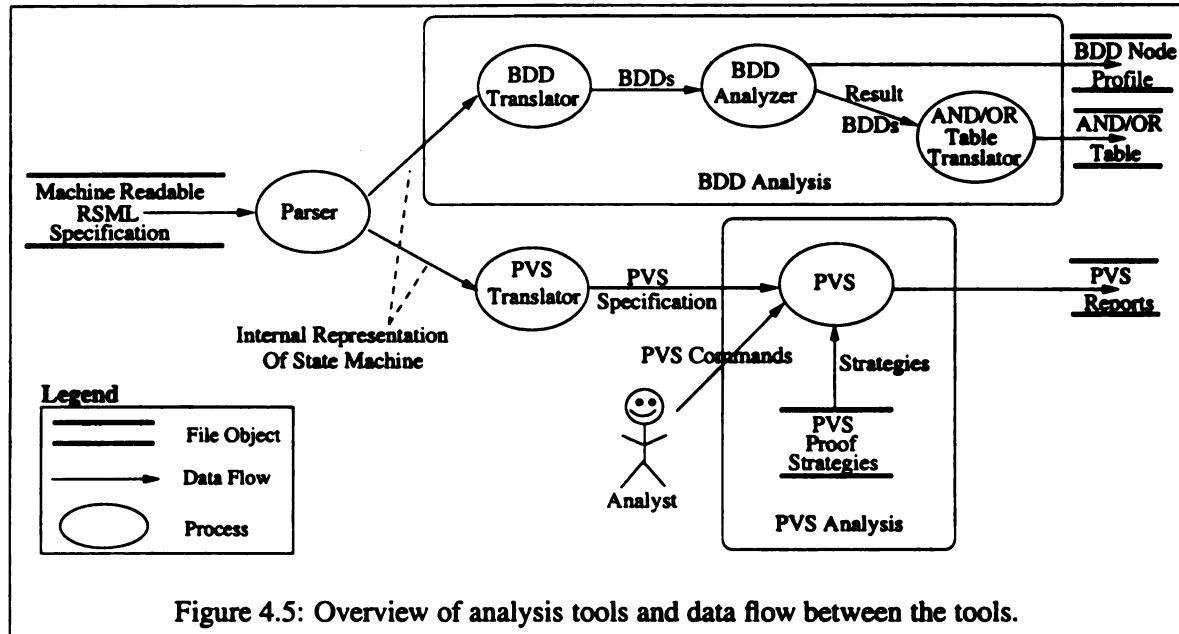 BDD
Translator
BDDs
BDD
Analyzer
Result
BDDs
AND/OR
Table
Translator
BDD Analysis
BDD Node
Profile
AND/OR
Table
Machine Readable
RSML
Specification
Parser
PVS
Translator
PVS
Specification
PVS
PVS
Reports
Internal Representation
Of State Machine
PVS Commands
Strategies
PVS
Proof
Strategies
Analyst
PVS Analysis
Legend
File Object
Data Flow
Process
Figure 4.5: Overview of analysis tools and data flow between the tools.